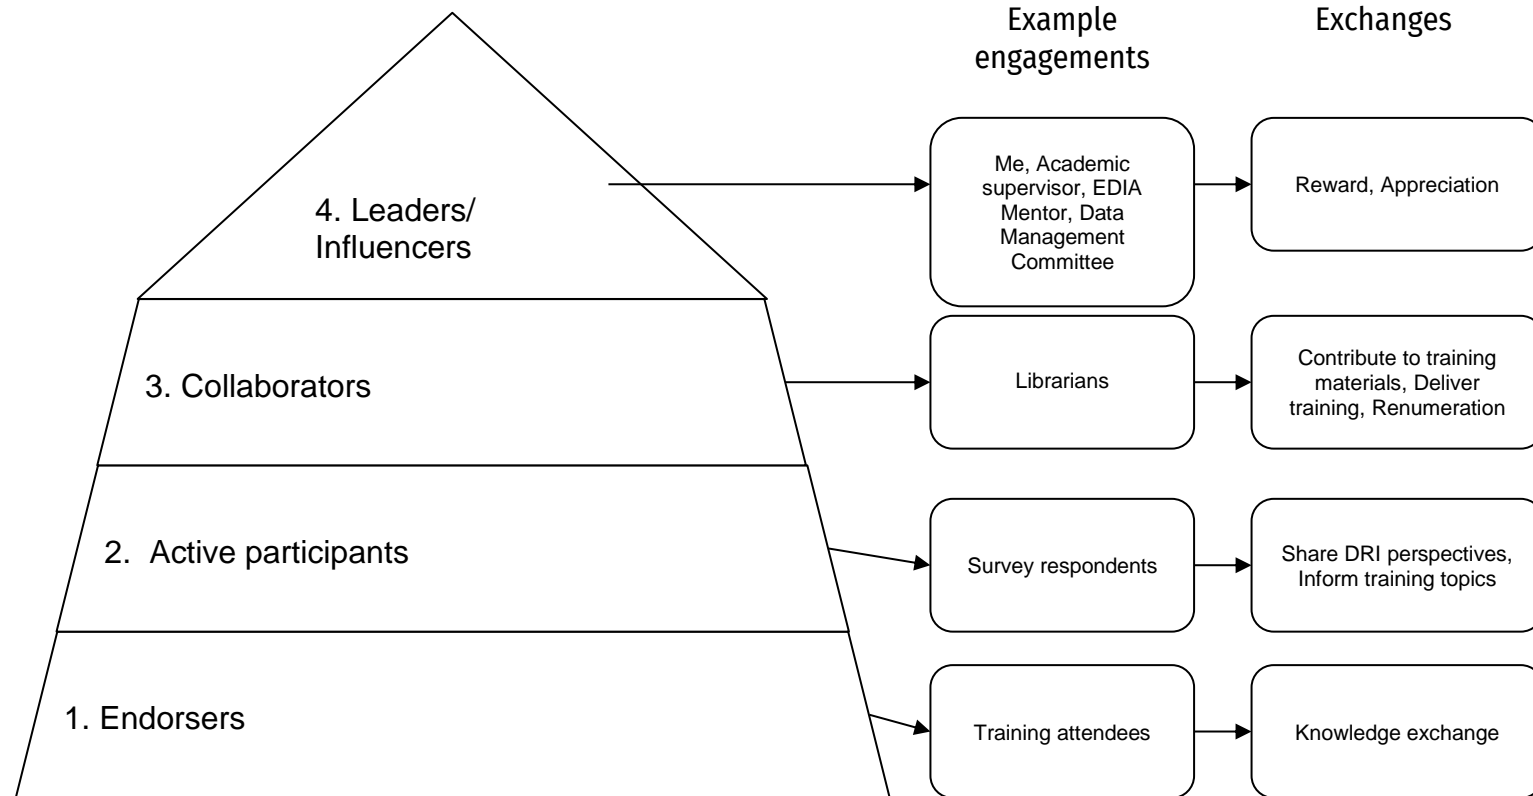 Example
engagements
Exchanges
4. Leaders/
Influencers
Me, Academic
supervisor, EDIA
Mentor, Data
Management
Committee
Reward, Appreciation
3. Collaborators
Librarians
Contribute to training
materials, Deliver
training, Renumeration
2. Active participants
Survey respondents
Share DRI perspectives,
Inform training topics
1. Endorsers
Training attendees
Knowledge exchange